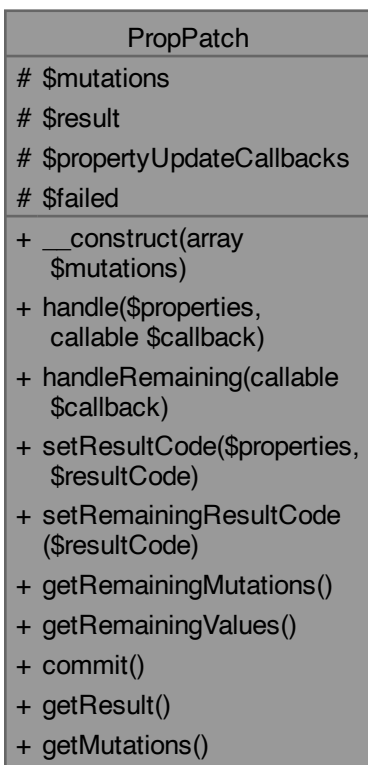 PropPatch
# $mutations
# $result
# $propertyUpdateCallbacks
# $failed
+ __construct(array
$mutations)
+ handle($properties,
callable $callback)
+ handleRemaining(callable
$callback)
+ setResultCode($properties,
$resultCode)
+ setRemainingResultCode
($resultCode)
+ getRemainingMutations()
+ getRemainingValues()
+ commit()
+ getResult()
+ getMutations()